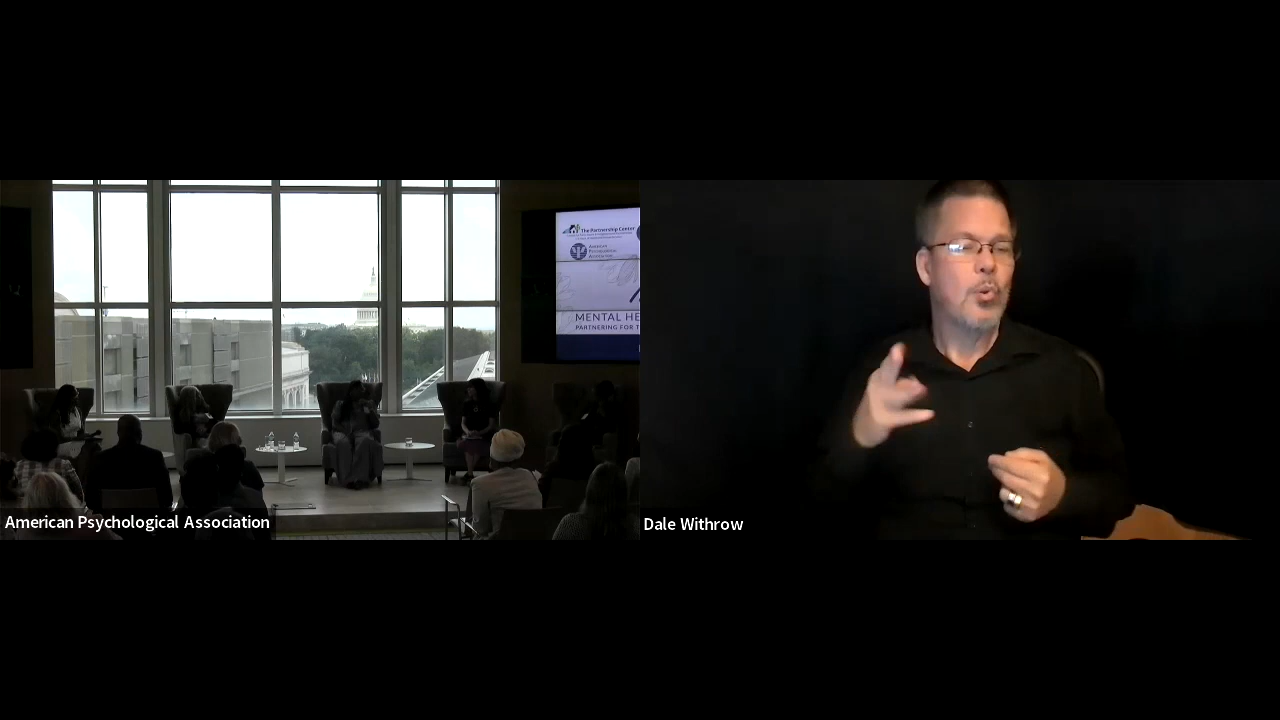 The Partnership Center
AMERICAN
PSYCHOLOGICAL
ASSOCIATION
MENTAL HE
PARTNERING FOR T
American Psychological Association
Dale Withrow